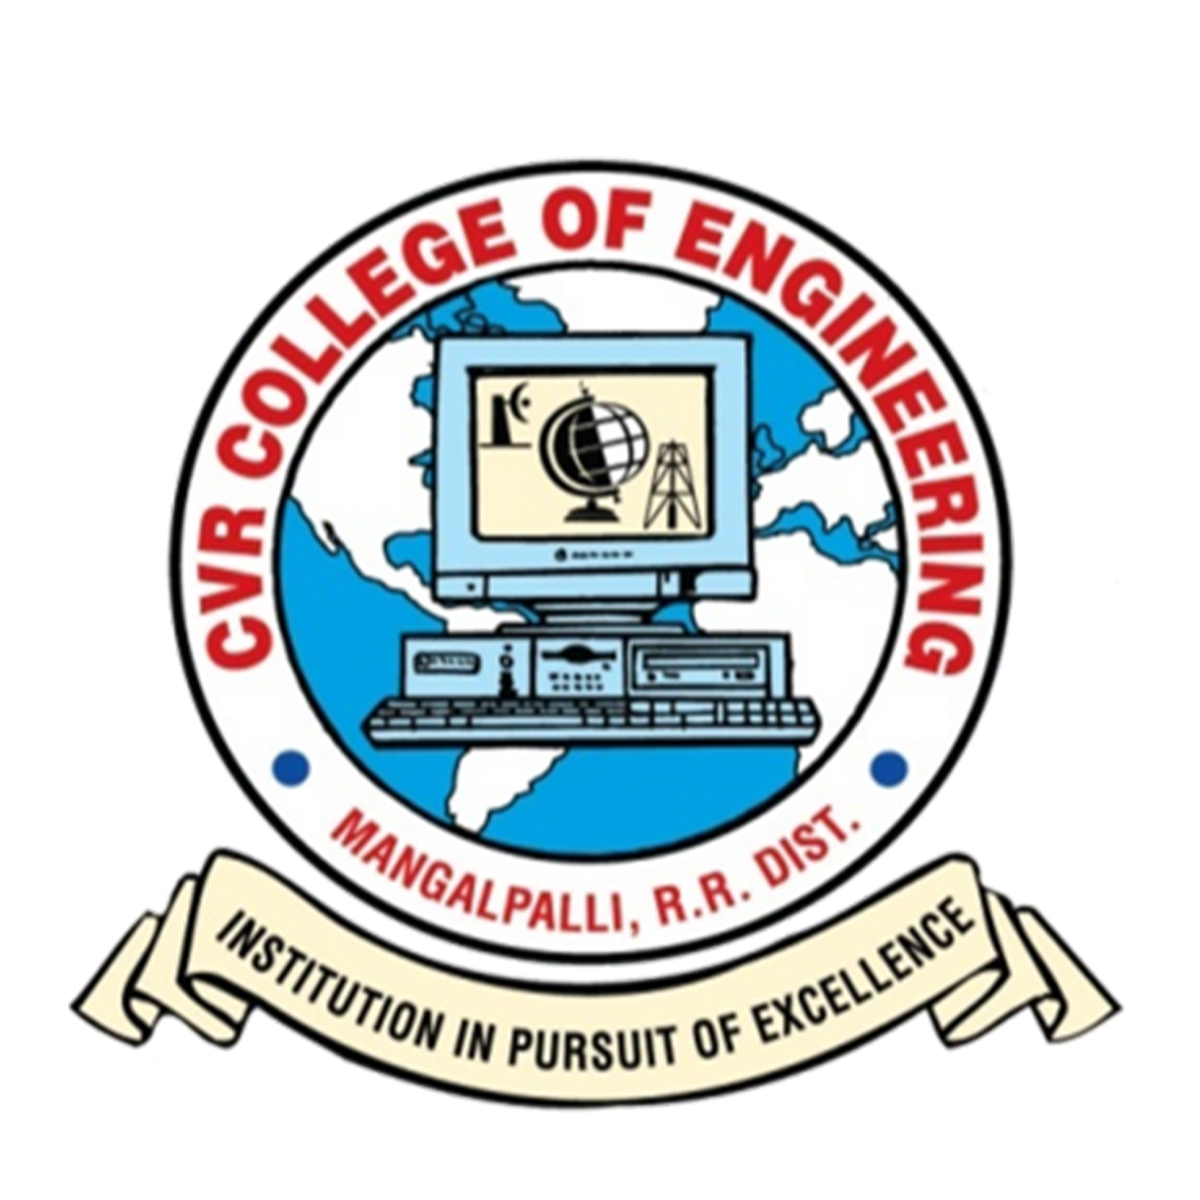 CVR COLLEGE OF ENGINEERING
MANGALPALLI, R.R. DIST.
INSTITUTION IN PURSUIT OF EXCELLENCE